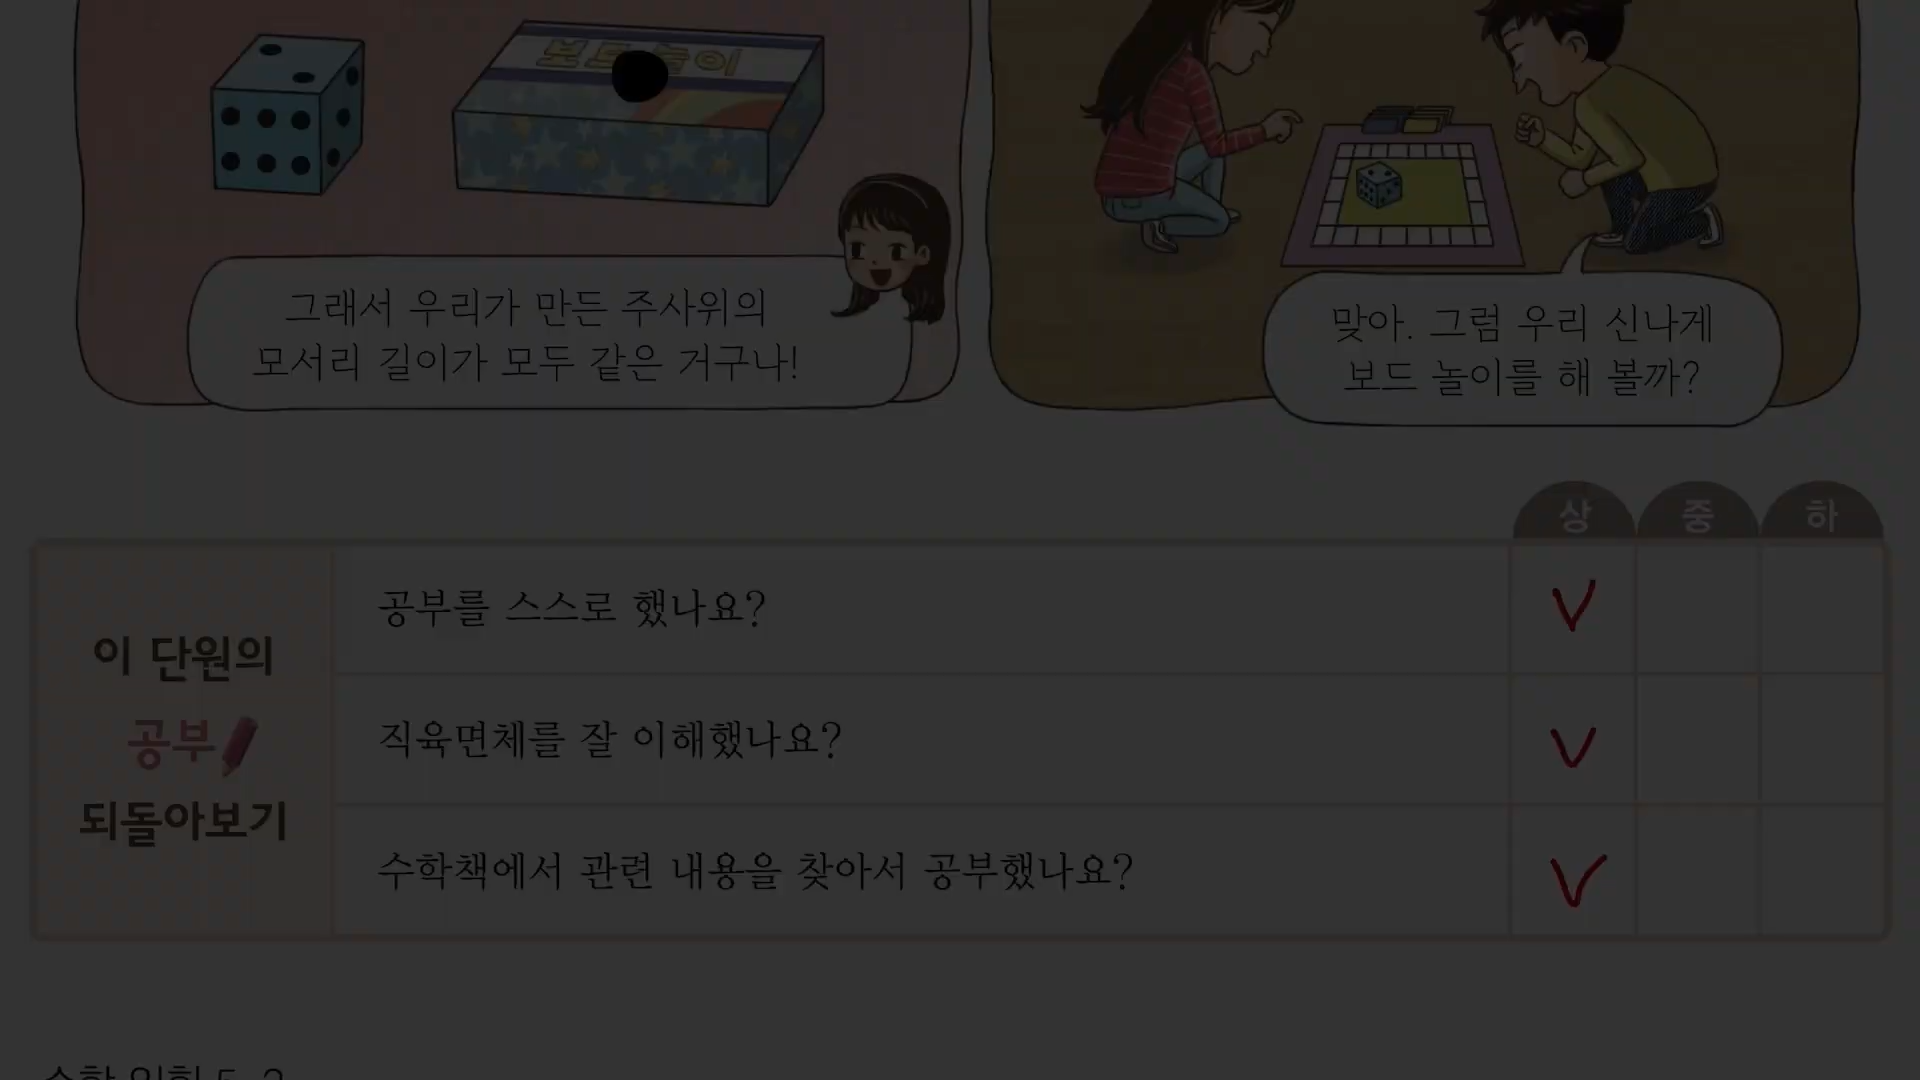 그래서 우리가 만든 주사위의
모서리 길이가 모두 같은 거구나!
맞아. 그럼 우리 신나게
보드 놀이를 해 볼까?
상 중 하
이 단원의
공부
되돌아보기
공부를 스스로 했나요?
직육면체를 잘 이해했나요?
수학책에서 관련 내용을 찾아서 공부했나요?